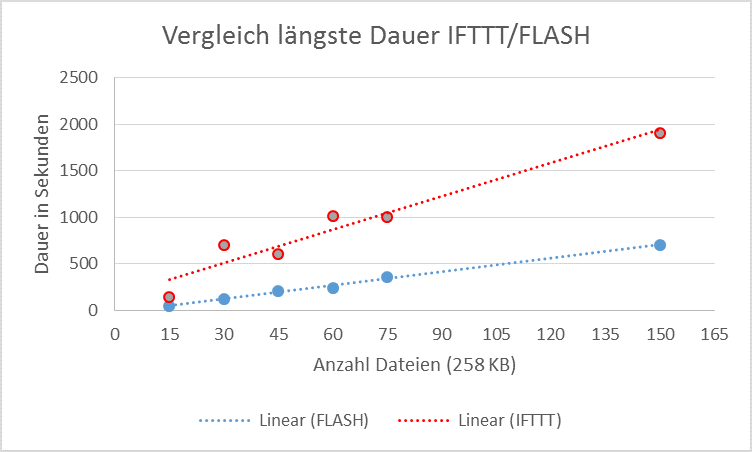 Vergleich längste Dauer IFTTT/FLASH
Dauer in Sekunden
2500
2000
1500
1000
500
0
0 15 30 45 60 75 90 105 120 135 150 165
Anzahl Dateien (258 KB)
Linear (FLASH) Linear (IFTTT)